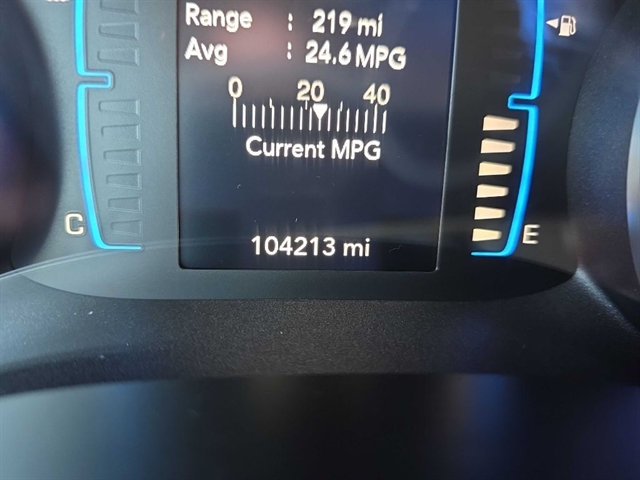 Range : 219 mi
Avg : 24.6 MPG
0 20 40
Current MPG
C
E
104213 mi